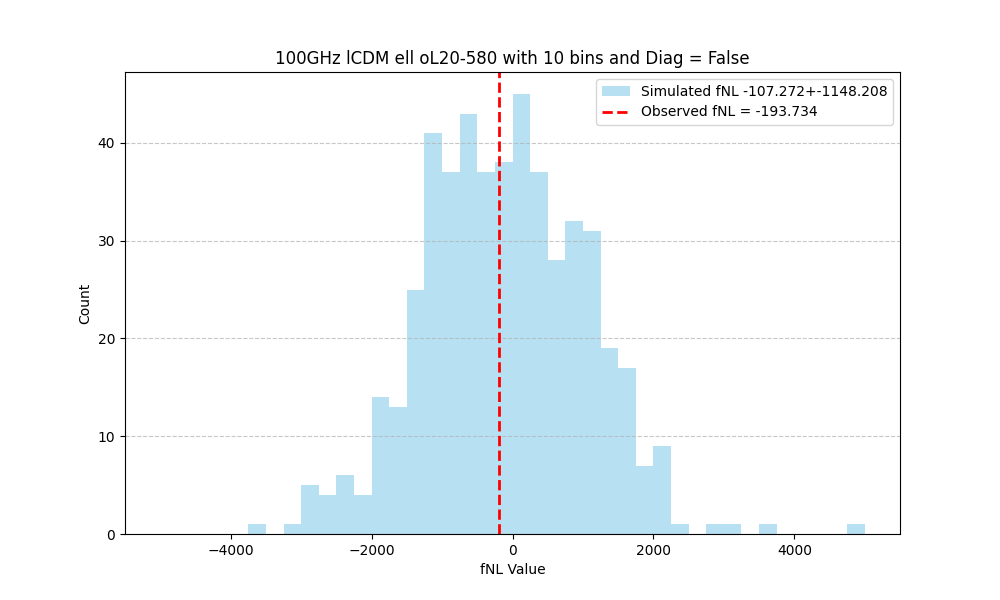 100GHz lCDM ell oL20-580 with 10 bins and Diag = False
Simulated fNL -107.272+-1148.208
Observed fNL = -193.734
Count
40
30
20
10
0
−4000 −2000 0 2000 4000
fNL Value